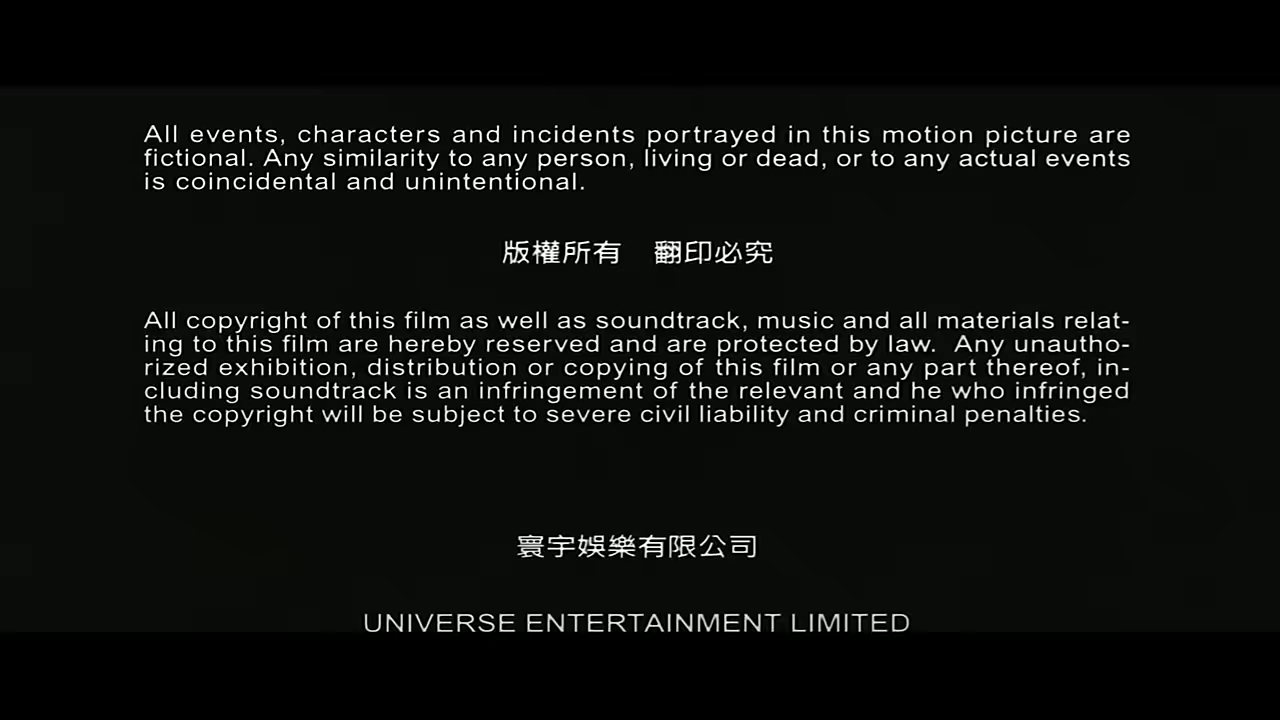 All events, characters and incidents portrayed in this motion picture are
fictional. Any similarity to any person, living or dead, or to any actual events
is coincidental and unintentional.
版權所有　翻印必究
All copyright of this film as well as soundtrack, music and all materials relat-
ing to this film are hereby reserved and are protected by law.  Any unautho-
rized exhibition, distribution or copying of this film or any part thereof, in-
cluding soundtrack is an infringement of the relevant and he who infringed
the copyright will be subject to severe civil liability and criminal penalties.
寰宇娛樂有限公司
UNIVERSE ENTERTAINMENT LIMITED